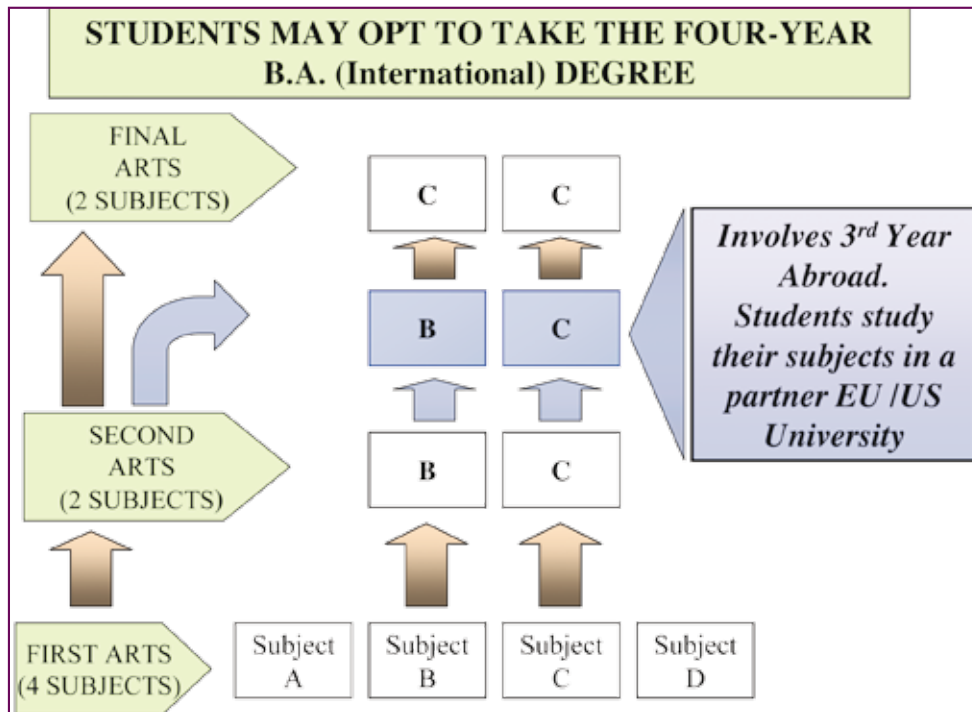 STUDENTS MAY OPT TO TAKE THE FOUR-YEAR
B.A. (International) DEGREE
FINAL
ARTS
(2 SUBJECTS)
C
C
Involves 3rd Year
Abroad.
Students study
their subjects in a
partner EU /US
University
B
C
SECOND
ARTS
(2 SUBJECTS)
B
C
FIRST ARTS
(4 SUBJECTS)
Subject
A
Subject
B
Subject
C
Subject
D